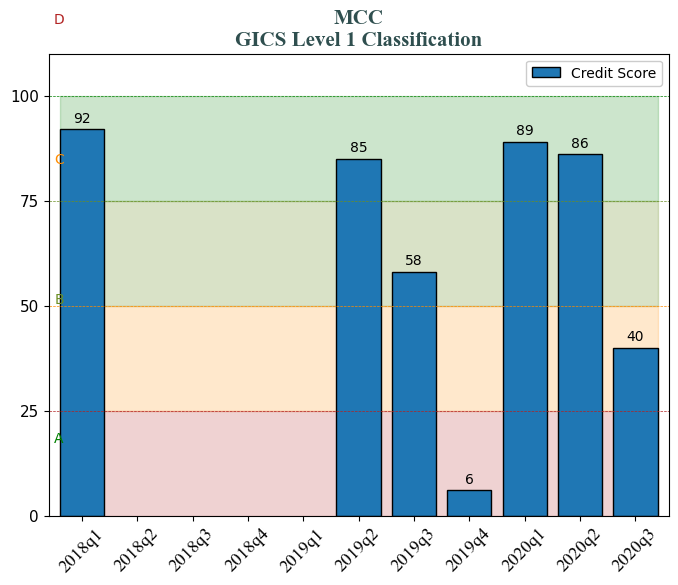 D
MCC
GICS Level 1 Classification
Credit Score
100
92
89
86
85
C
75
58
B
50
40
25
A
6
0
2018q1
2018q2
2018q3
2018q4
2019q1
2019q2
2019q3
2019q4
2020q1
2020q2
2020q3